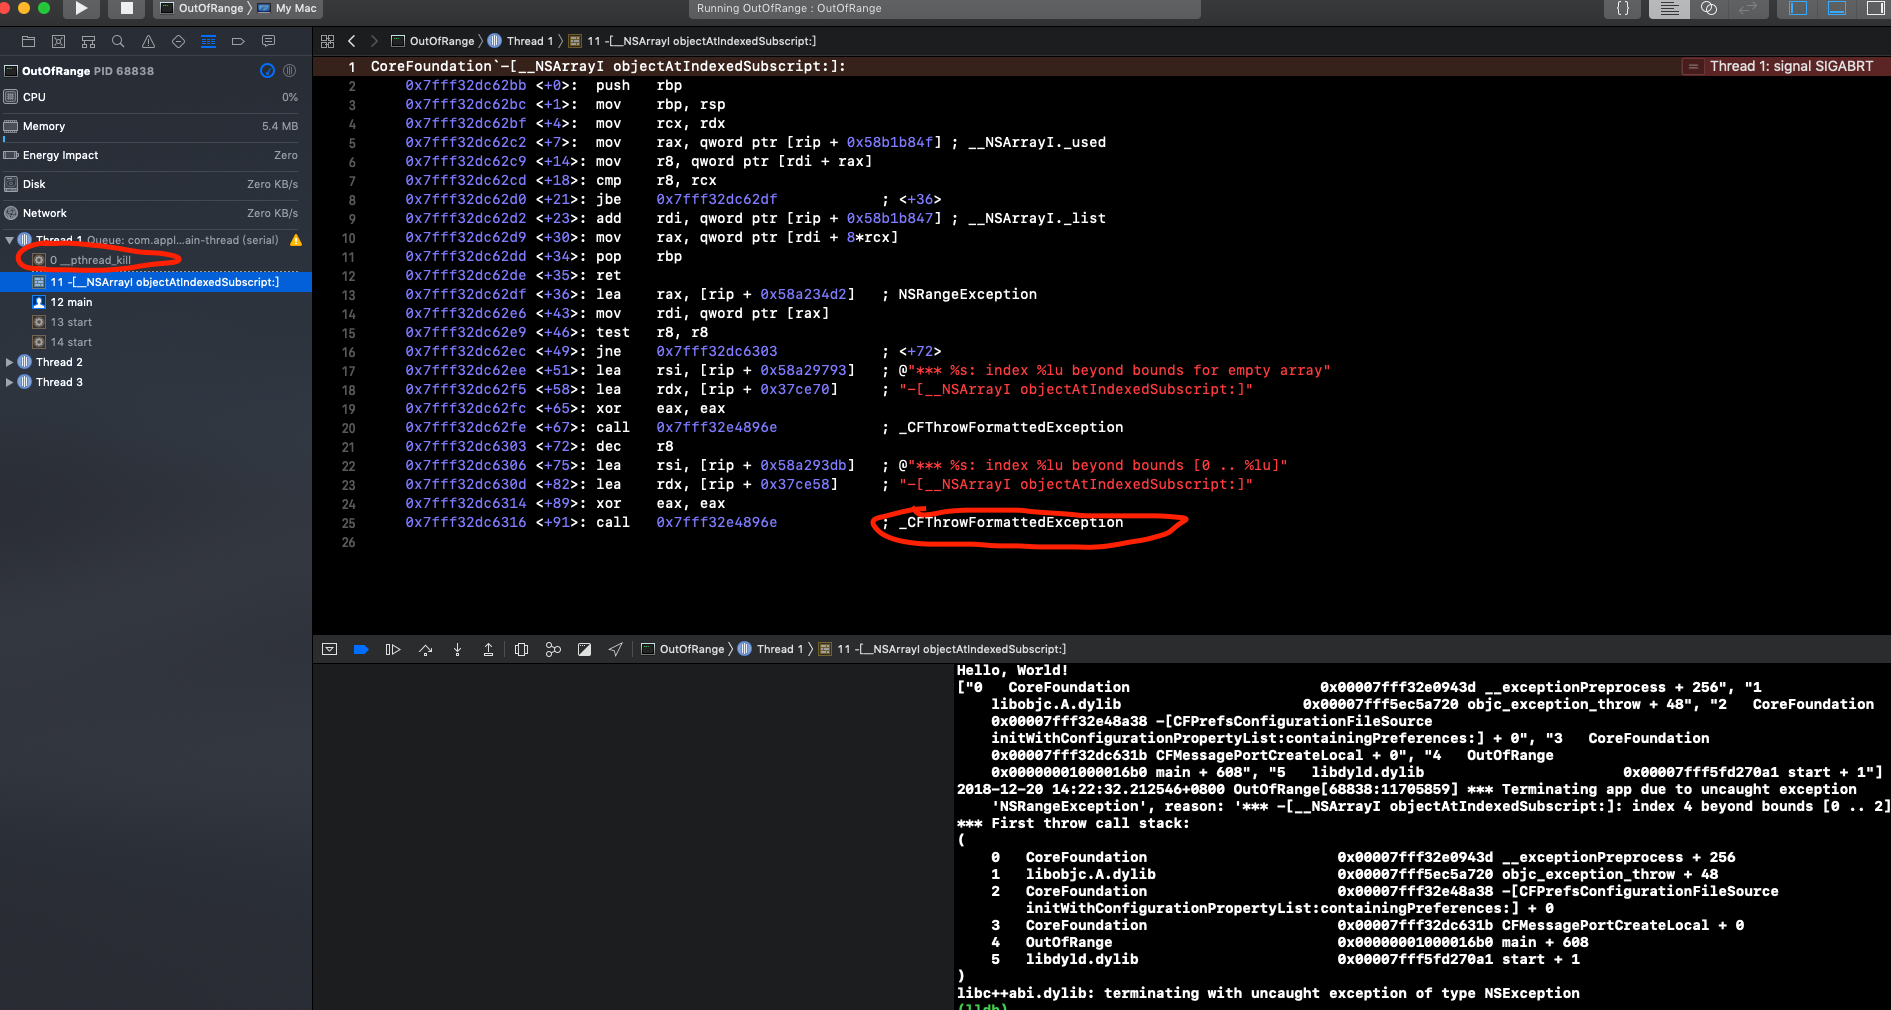 OutOfRange 〉 My Mac
Running OutOfRange : OutOfRange
{}
OutOfRange 〉 Thread 1 〉 11 -[__NSArrayI objectAtIndexedSubscript:]
OutOfRange PID 68838
CPU 0%
Memory 5.4 MB
Energy Impact Zero
Disk Zero KB/s
Network Zero KB/s
Thread 1 Queue: com.appl...ain-thread (serial)
0 __pthread_kill
11 -[__NSArrayI objectAtIndexedSubscript:]
12 main
13 start
14 start
Thread 2
Thread 3
1 CoreFoundation`-[__NSArrayI objectAtIndexedSubscript:]: = Thread 1: signal SIGABRT
2 0x7fff32dc62bb <+0>: push rbp
3 0x7fff32dc62bc <+1>: mov rbp, rsp
4 0x7fff32dc62bf <+4>: mov rcx, rdx
5 0x7fff32dc62c2 <+7>: mov rax, qword ptr [rip + 0x58b1b84f] ; __NSArrayI._used
6 0x7fff32dc62c9 <+14>: mov r8, qword ptr [rdi + rax]
7 0x7fff32dc62cd <+18>: cmp r8, rcx
8 0x7fff32dc62d0 <+21>: jbe 0x7fff32dc62df ; <+36>
9 0x7fff32dc62d2 <+23>: add rdi, qword ptr [rip + 0x58b1b847] ; __NSArrayI._list
10 0x7fff32dc62d9 <+30>: mov rax, qword ptr [rdi + 8*rcx]
11 0x7fff32dc62dd <+34>: pop rbp
12 0x7fff32dc62de <+35>: ret
13 0x7fff32dc62df <+36>: lea rax, [rip + 0x58a234d2] ; NSRangeException
14 0x7fff32dc62e6 <+43>: mov rdi, qword ptr [rax]
15 0x7fff32dc62e9 <+46>: test r8, r8
16 0x7fff32dc62ec <+49>: jne 0x7fff32dc6303 ; <+72>
17 0x7fff32dc62ee <+51>: lea rsi, [rip + 0x58a29793] ; @"*** %s: index %lu beyond bounds for empty array"
18 0x7fff32dc62f5 <+58>: lea rdx, [rip + 0x37ce70] ; "-[__NSArrayI objectAtIndexedSubscript:]"
19 0x7fff32dc62fc <+65>: xor eax, eax
20 0x7fff32dc62fe <+67>: call 0x7fff32e4896e ; _CFThrowFormattedException
21 0x7fff32dc6303 <+72>: dec r8
22 0x7fff32dc6306 <+75>: lea rsi, [rip + 0x58a293db] ; @"*** %s: index %lu beyond bounds [0 .. %lu]"
23 0x7fff32dc630d <+82>: lea rdx, [rip + 0x37ce58] ; "-[__NSArrayI objectAtIndexedSubscript:]"
24 0x7fff32dc6314 <+89>: xor eax, eax
25 0x7fff32dc6316 <+91>: call 0x7fff32e4896e ; _CFThrowFormattedException
26
OutOfRange 〉 Thread 1 〉 11 -[__NSArrayI objectAtIndexedSubscript:]
Hello, World!
["0 CoreFoundation 0x00007fff32e0943d __exceptionPreprocess + 256", "1
libobjc.A.dylib 0x00007fff5ec5a720 objc_exception_throw + 48", "2 CoreFoundation
0x00007fff32e48a38 -[CFPrefsConfigurationFileSource
initWithConfigurationPropertyList:containingPreferences:] + 0", "3 CoreFoundation
0x00007fff32dc631b CFMessagePortCreateLocal + 0", "4 OutOfRange
0x00000001000016b0 main + 608", "5 libdyld.dylib 0x00007fff5fd270a1 start + 1"]
2018-12-20 14:22:32.212546+0800 OutOfRange[68838:11705859] *** Terminating app due to uncaught exception
'NSRangeException', reason: '*** -[__NSArrayI objectAtIndexedSubscript:]: index 4 beyond bounds [0 .. 2]
*** First throw call stack:
(
0 CoreFoundation 0x00007fff32e0943d __exceptionPreprocess + 256
1 libobjc.A.dylib 0x00007fff5ec5a720 objc_exception_throw + 48
2 CoreFoundation 0x00007fff32e48a38 -[CFPrefsConfigurationFileSource
initWithConfigurationPropertyList:containingPreferences:] + 0
3 CoreFoundation 0x00007fff32dc631b CFMessagePortCreateLocal + 0
4 OutOfRange 0x00000001000016b0 main + 608
5 libdyld.dylib 0x00007fff5fd270a1 start + 1
)
libc++abi.dylib: terminating with uncaught exception of type NSException
(lldb)